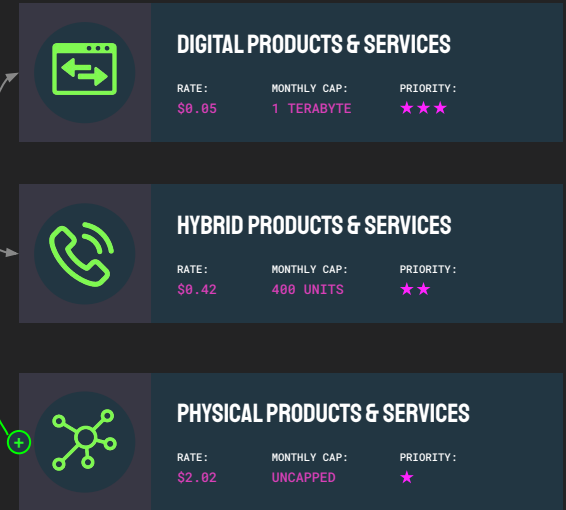 DIGITAL PRODUCTS & SERVICES
RATE: MONTHLY CAP: PRIORITY:
$0.05 1 TERABYTE ★★★
HYBRID PRODUCTS & SERVICES
RATE: MONTHLY CAP: PRIORITY:
$0.42 400 UNITS ★★
PHYSICAL PRODUCTS & SERVICES
RATE: MONTHLY CAP: PRIORITY:
$2.02 UNCAPPED ★